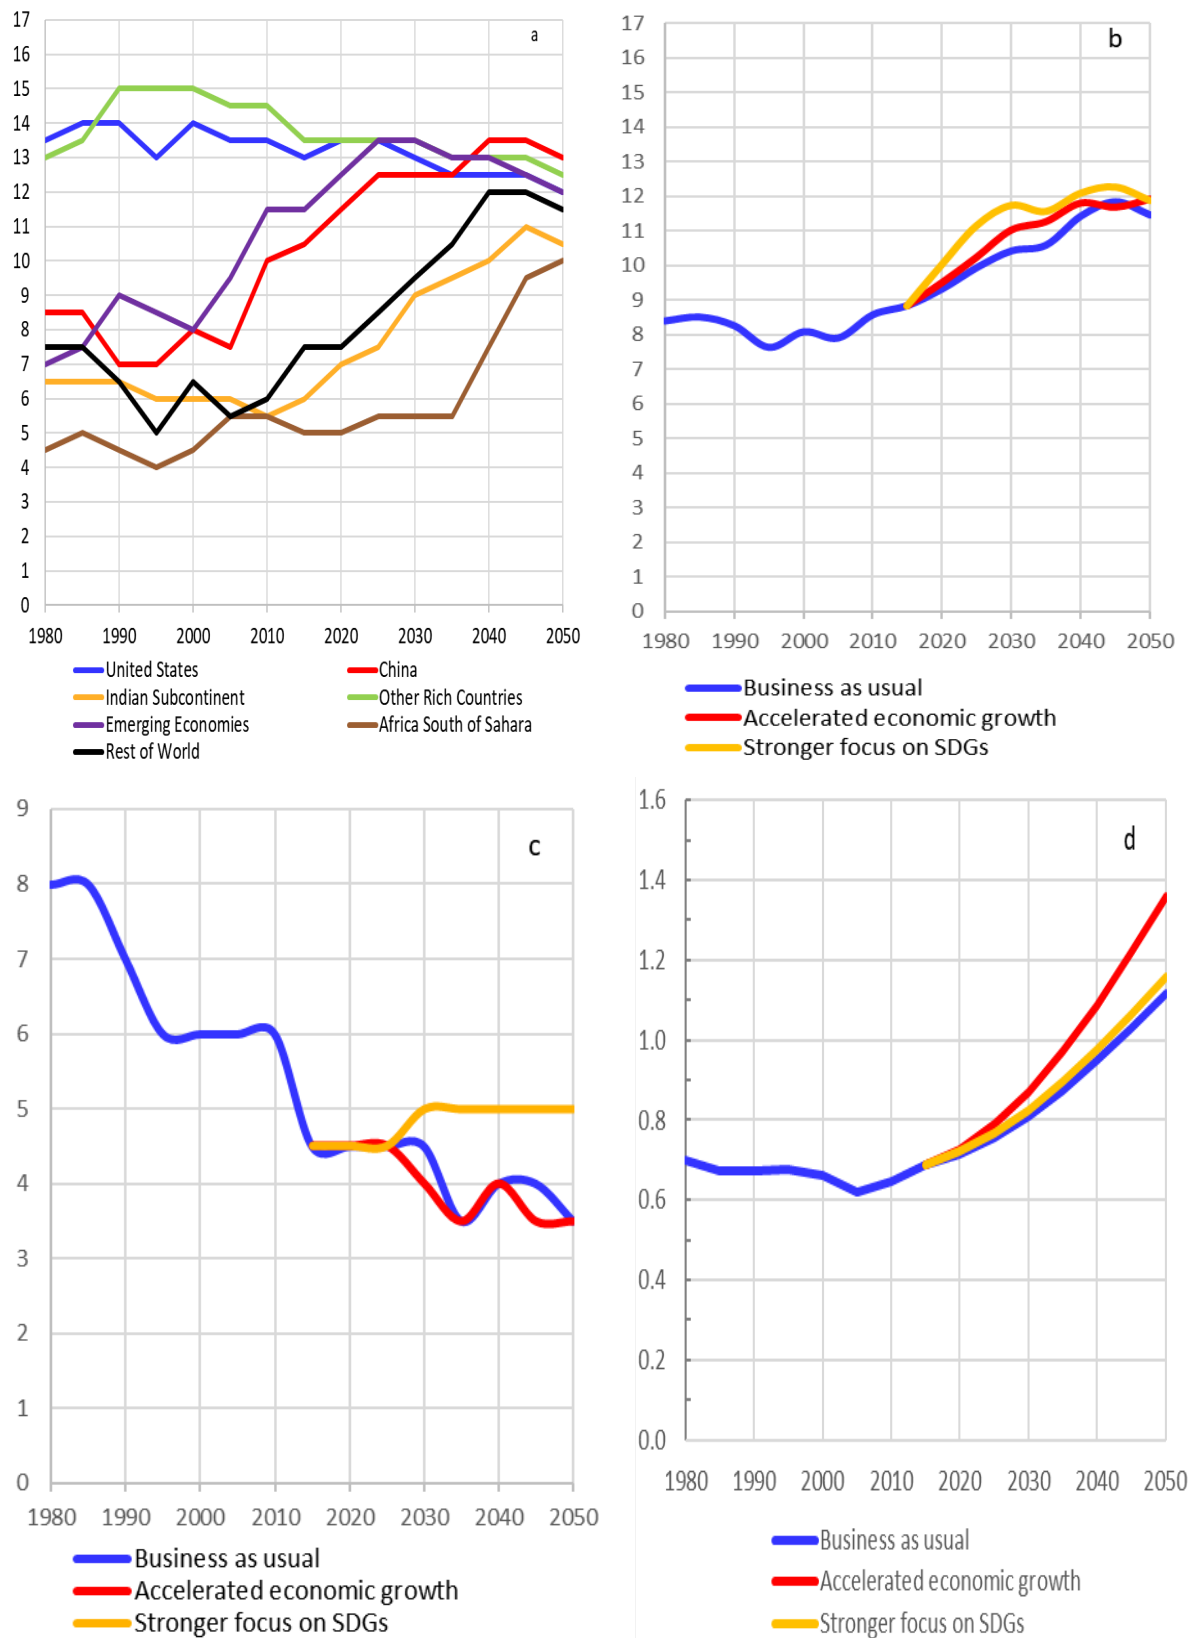 a
17
16
15
14
13
12
11
10
9
8
7
6
5
4
3
2
1
0
1980 1990 2000 2010 2020 2030 2040 2050
United States China
Indian Subcontinent Other Rich Countries
Emerging Economies Africa South of Sahara
Rest of World
b
17
16
15
14
13
12
11
10
9
8
7
6
5
4
3
2
1
0
1980 1990 2000 2010 2020 2030 2040 2050
Business as usual
Accelerated economic growth
Stronger focus on SDGs
c
9
8
7
6
5
4
3
2
1
0
1980 1990 2000 2010 2020 2030 2040 2050
Business as usual
Accelerated economic growth
Stronger focus on SDGs
d
1.6
1.4
1.2
1.0
0.8
0.6
0.4
0.2
0.0
1980 1990 2000 2010 2020 2030 2040 2050
Business as usual
Accelerated economic growth
Stronger focus on SDGs